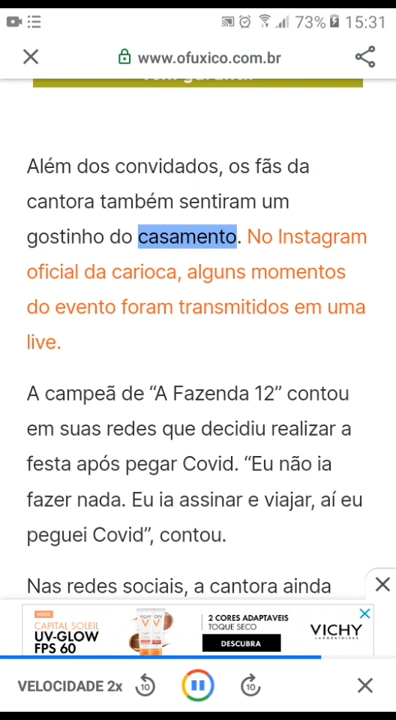 73% 15:31
www.ofuxico.com.br
Além dos convidados, os fãs da
cantora também sentiram um
gostinho do casamento. No Instagram
oficial da carioca, alguns momentos
do evento foram transmitidos em uma
live.
A campeã de “A Fazenda 12” contou
em suas redes que decidiu realizar a
festa após pegar Covid. “Eu não ia
fazer nada. Eu ia assinar e viajar, aí eu
peguei Covid”, contou.
Nas redes sociais, a cantora ainda
NOVO
CAPITAL SOLEIL
UV-GLOW
FPS 60
2 CORES ADAPTÁVEIS
TOQUE SECO
DESCUBRA
VICHY
LABORATOIRES
VELOCIDADE 2x
10
10